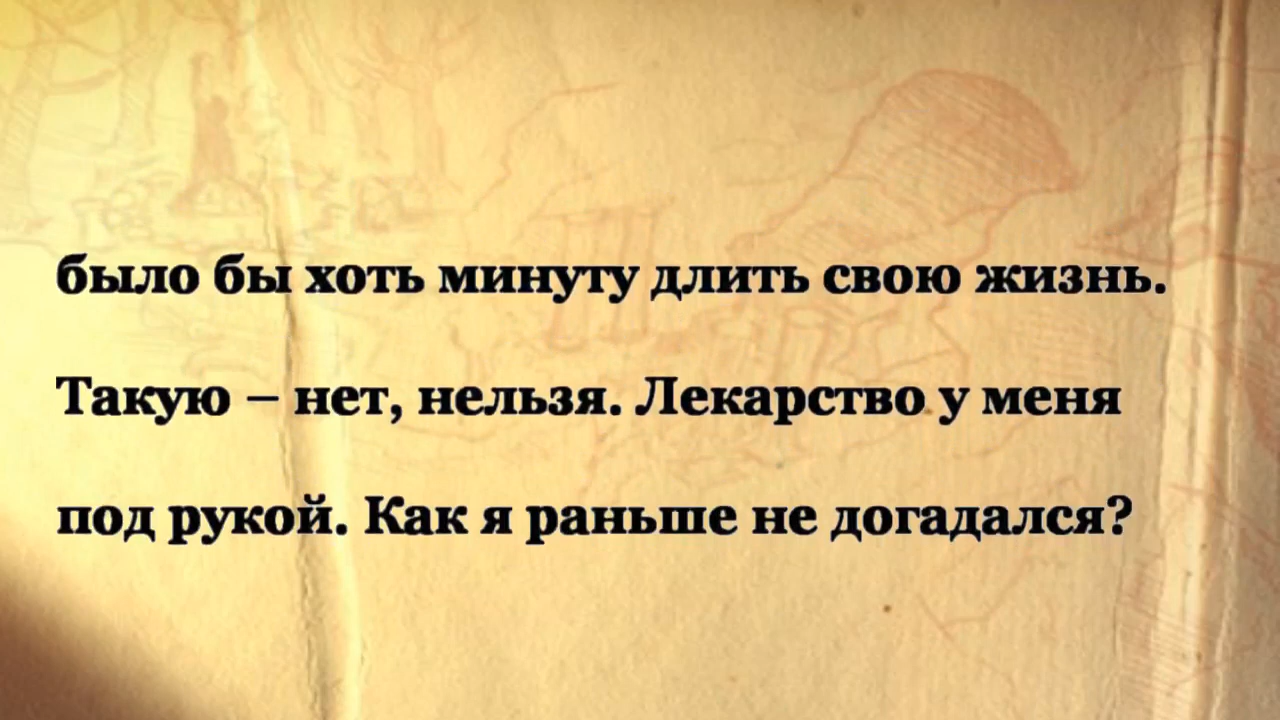 было бы хоть минуту длить свою жизнь.
Такую – нет, нельзя. Лекарство у меня
под рукой. Как я раньше не догадался?